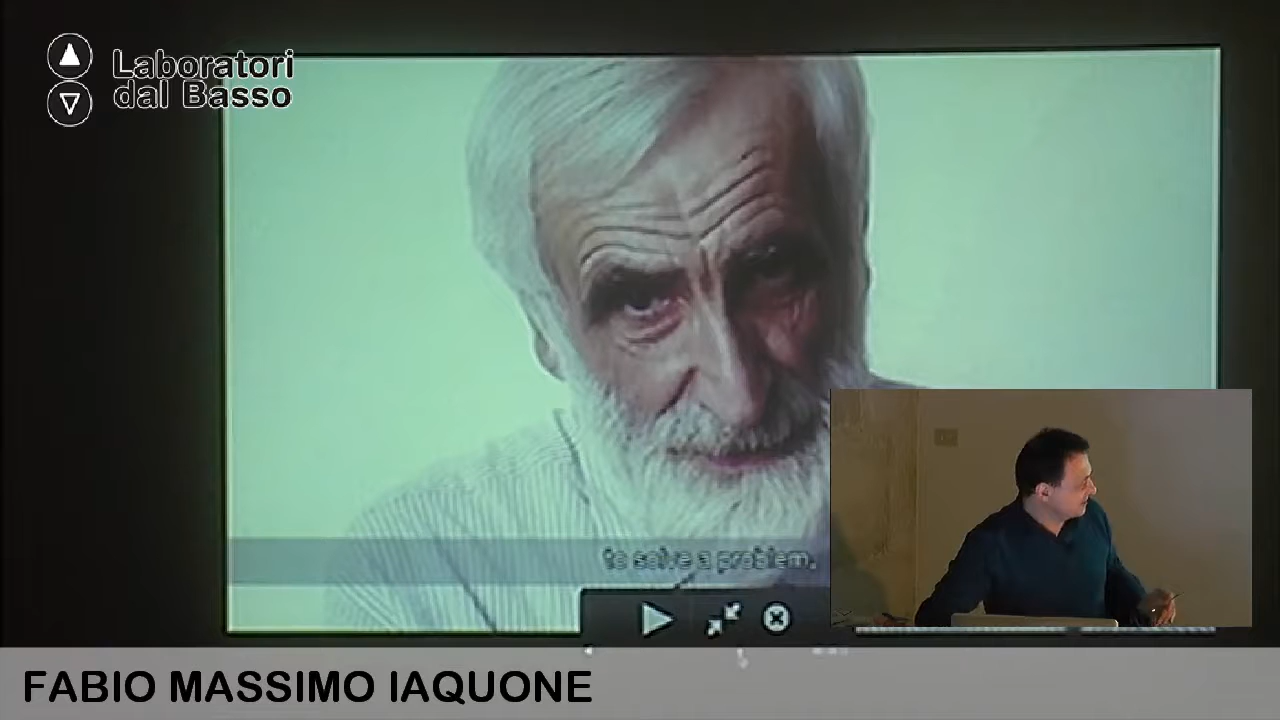 Laboratori
dal Basso
to solve a problem.
FABIO MASSIMO IAQUONE